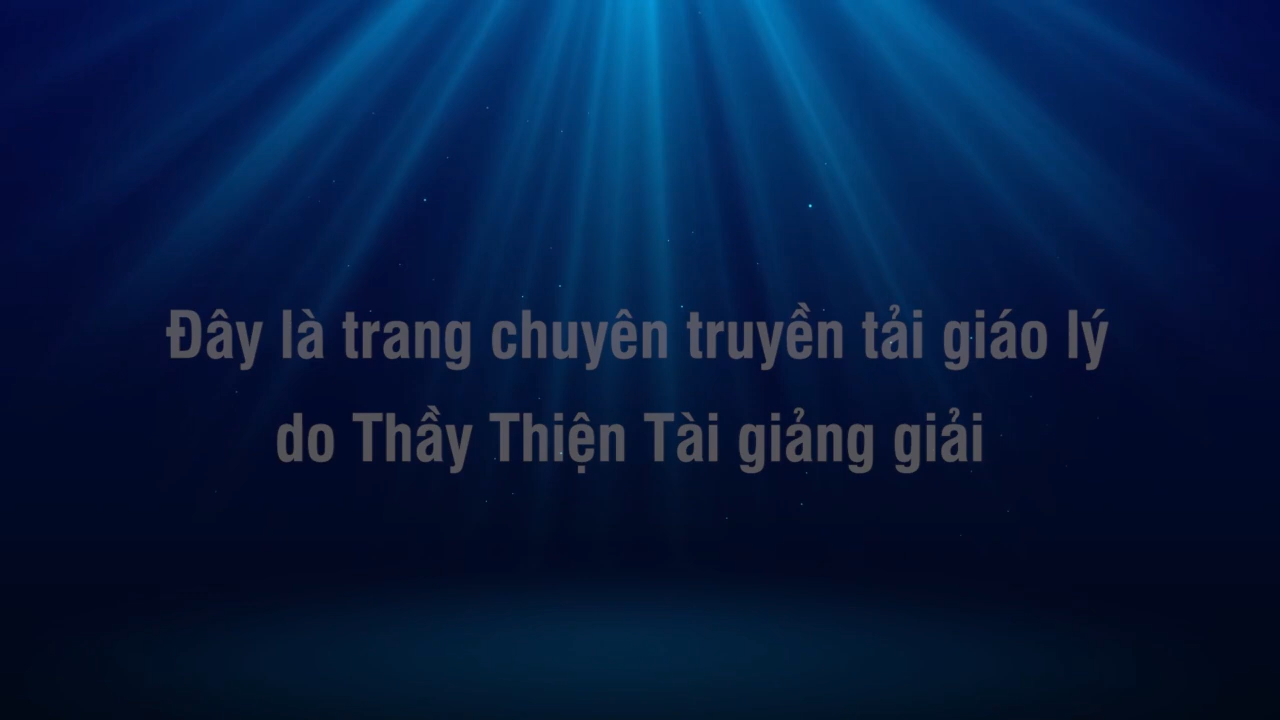 Đây là trang chuyên truyền tải giáo lý
do Thầy Thiện Tài giảng giải